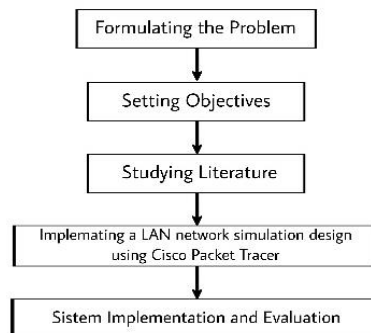 Formulating the Problem
Setting Objectives
Studying Literature
Implemating a LAN network simulation design
using Cisco Packet Tracer
Sistem Implementation and Evaluation